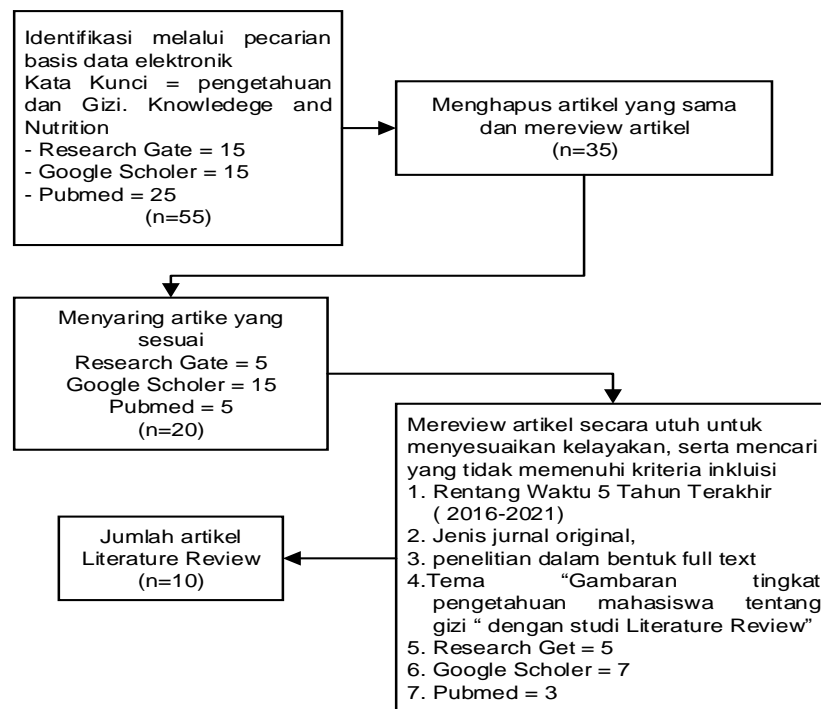 Identifikasi melalui pecarian
basis data elektronik
Kata Kunci = pengetahuan
dan Gizi. Knowledege and
Nutrition
- Research Gate = 15
- Google Scholer = 15
- Pubmed = 25
(n=55)
Menghapus artikel yang sama
dan mereview artikel
(n=35)
Menyaring artike yang
sesuai
Research Gate = 5
Google Scholer = 15
Pubmed = 5
(n=20)
Mereview artikel secara utuh untuk
menyesuaikan kelayakan, serta mencari
yang tidak memenuhi kriteria inkluisi
1. Rentang Waktu 5 Tahun Terakhir
( 2016-2021)
2. Jenis jurnal original,
3. penelitian dalam bentuk full text
4.Tema “Gambaran tingkat
pengetahuan mahasiswa tentang
gizi “ dengan studi Literature Review”
5. Research Get = 5
6. Google Scholer = 7
7. Pubmed = 3
Jumlah artikel
Literature Review
(n=10)